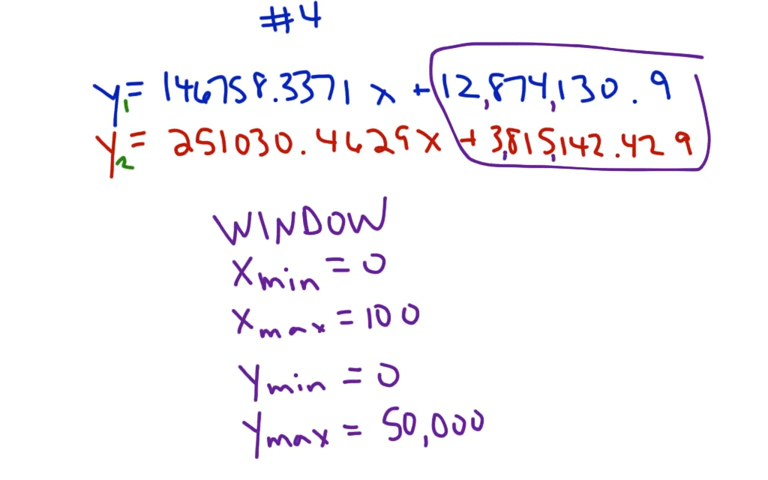 #4
y₁= 146758.3371 x + 12,874,130.9
y₂= 251030.4629x + 3,815,142.429
WINDOW
Xmin = 0
Xmax = 100
Ymin = 0
Ymax = 50,000